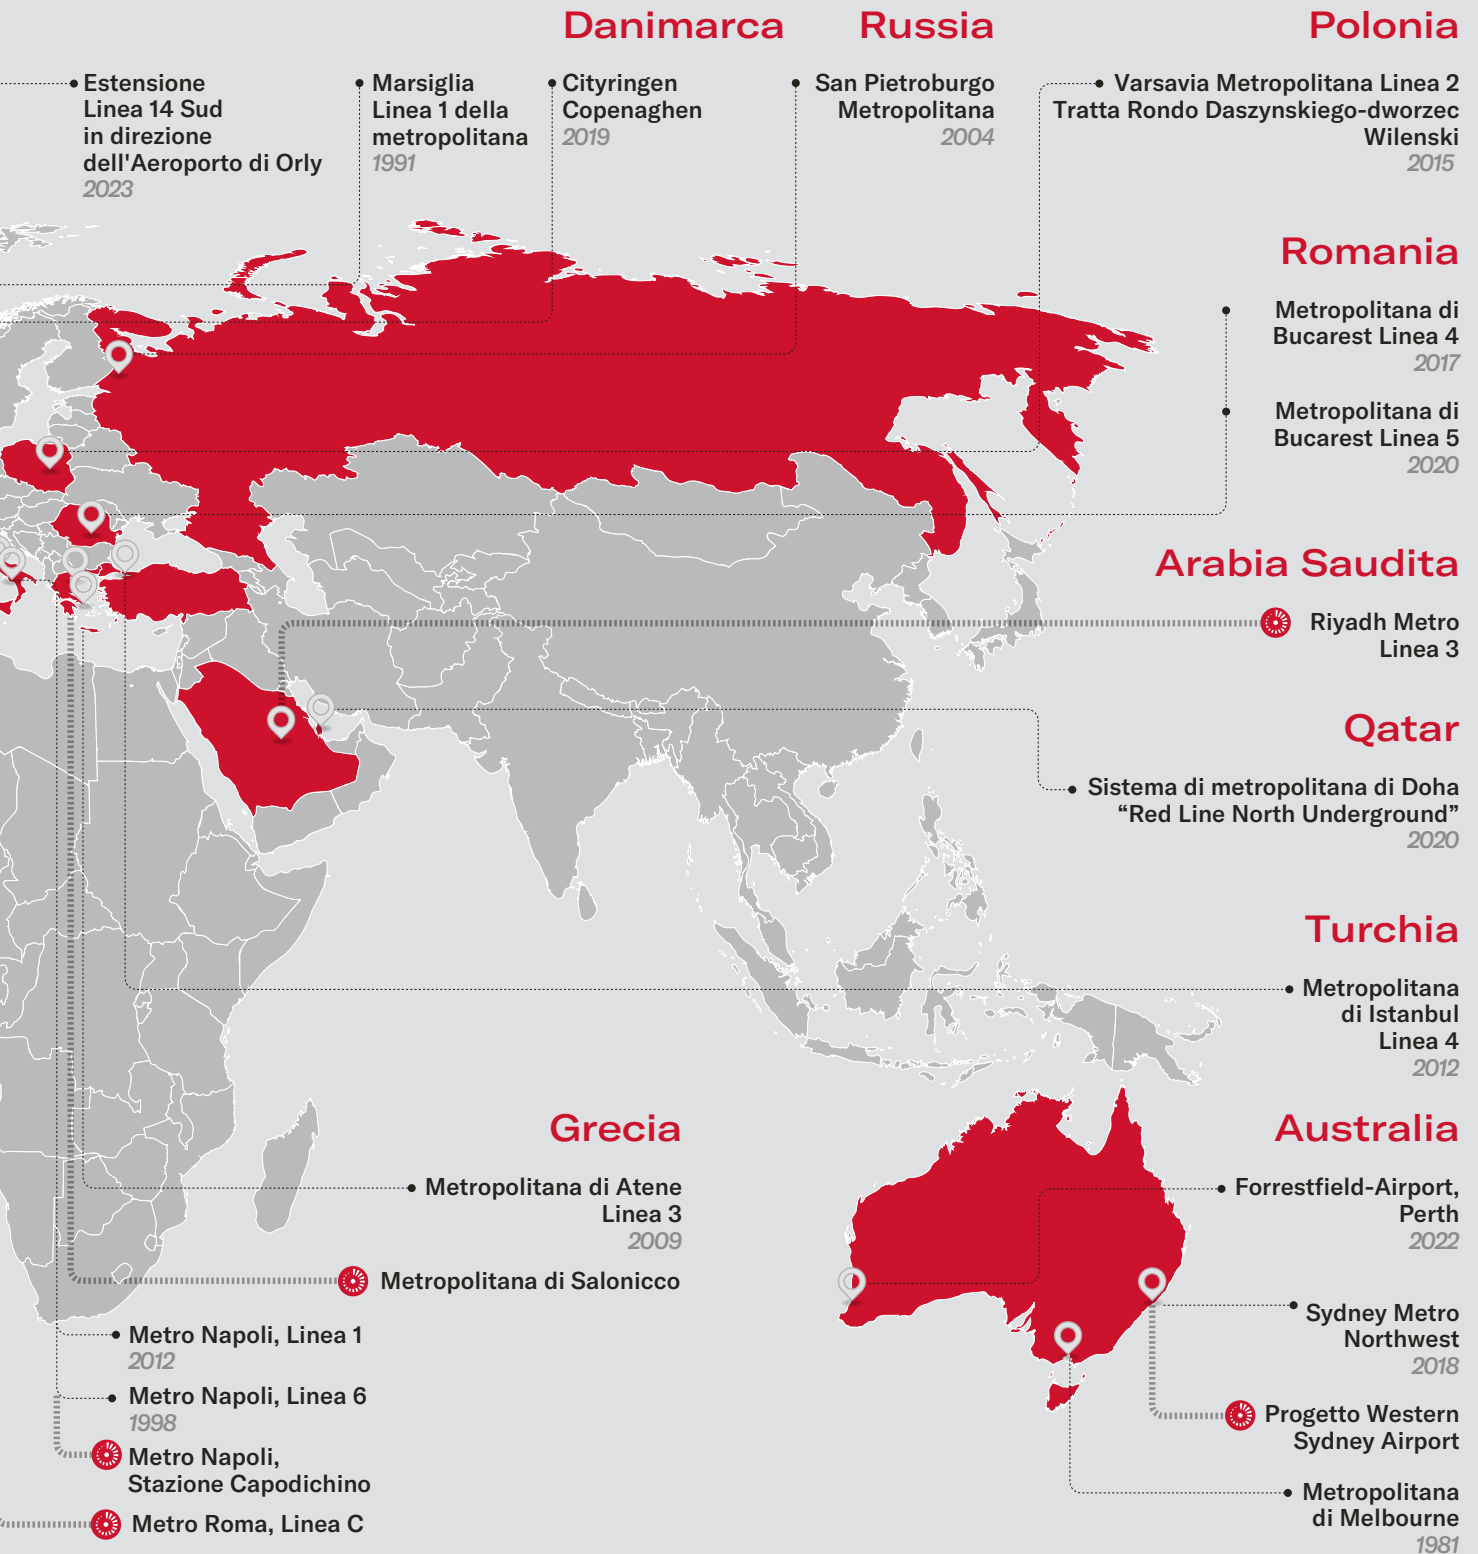 Danimarca
Russia
Polonia
Estensione
Linea 14 Sud
in direzione
dell'Aeroporto di Orly
2023
Marsiglia
Linea 1 della
metropolitana
1991
Cityringen
Copenaghen
2019
San Pietroburgo
Metropolitana
2004
Varsavia Metropolitana Linea 2
Tratta Rondo Daszynskiego-dworzec
Wilenski
2015
Romania
Metropolitana di
Bucarest Linea 4
2017
Metropolitana di
Bucarest Linea 5
2020
Arabia Saudita
Riyadh Metro
Linea 3
Qatar
Sistema di metropolitana di Doha
“Red Line North Underground”
2020
Turchia
Metropolitana
di Istanbul
Linea 4
2012
Grecia
Metropolitana di Atene
Linea 3
2009
Metropolitana di Salonicco
Metro Napoli, Linea 1
2012
Metro Napoli, Linea 6
1998
Metro Napoli,
Stazione Capodichino
Metro Roma, Linea C
Australia
Forrestfield-Airport,
Perth
2022
Sydney Metro
Northwest
2018
Progetto Western
Sydney Airport
Metropolitana
di Melbourne
1981